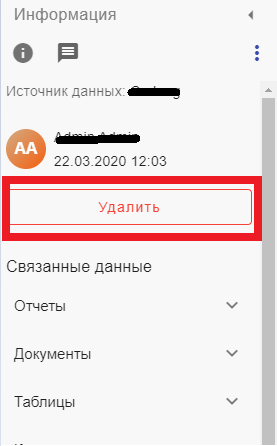 Информация
Источник данных:
AA
22.03.2020 12:03
Удалить
Связанные данные
Отчеты
Документы
Таблицы